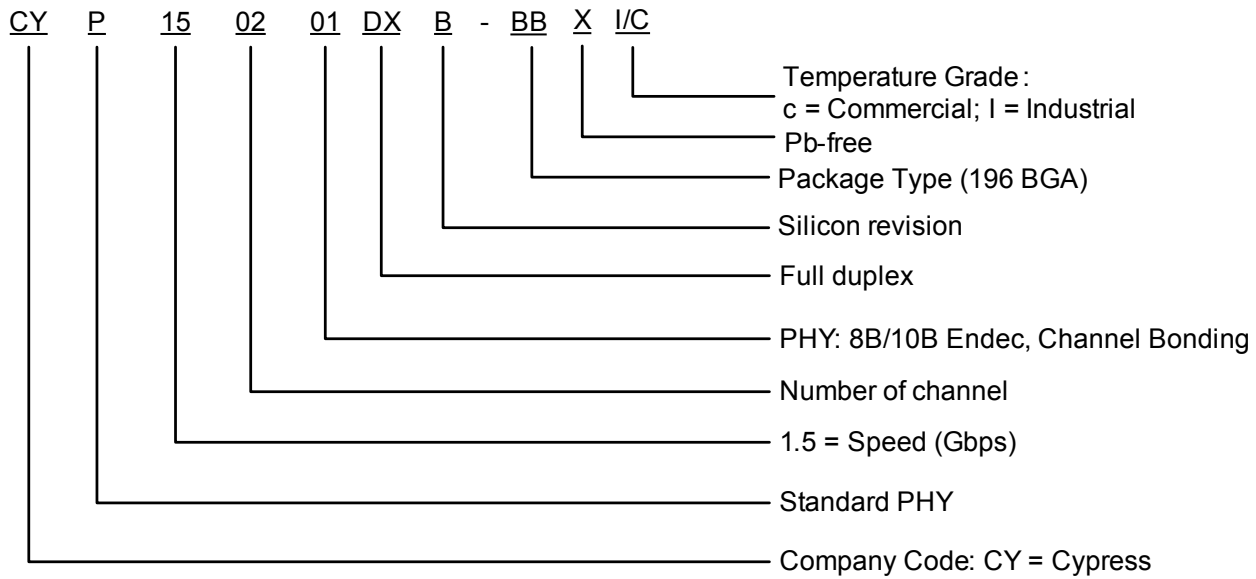 CY P 15 02 01 DX B - BB X I/C
Temperature Grade:
c = Commercial; I = Industrial
Pb-free
Package Type (196 BGA)
Silicon revision
Full duplex
PHY: 8B/10B Endec, Channel Bonding
Number of channel
1.5 = Speed (Gbps)
Standard PHY
Company Code: CY = Cypress